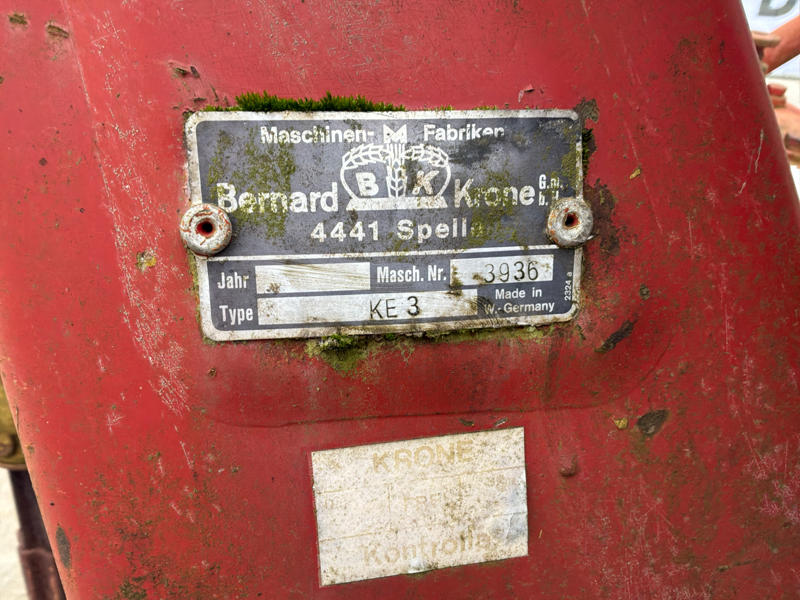 Maschinen- Fabriken
Bernard BK Krone G.m.
b.H.
4441 Spelle
Jahr Masch. Nr. 3936
Type KE 3 Made in
W.-Germany
2324 a
KRONE
Kontrolle